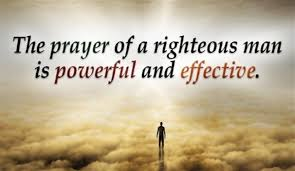 The prayer of a righteous man
is powerful and effective.